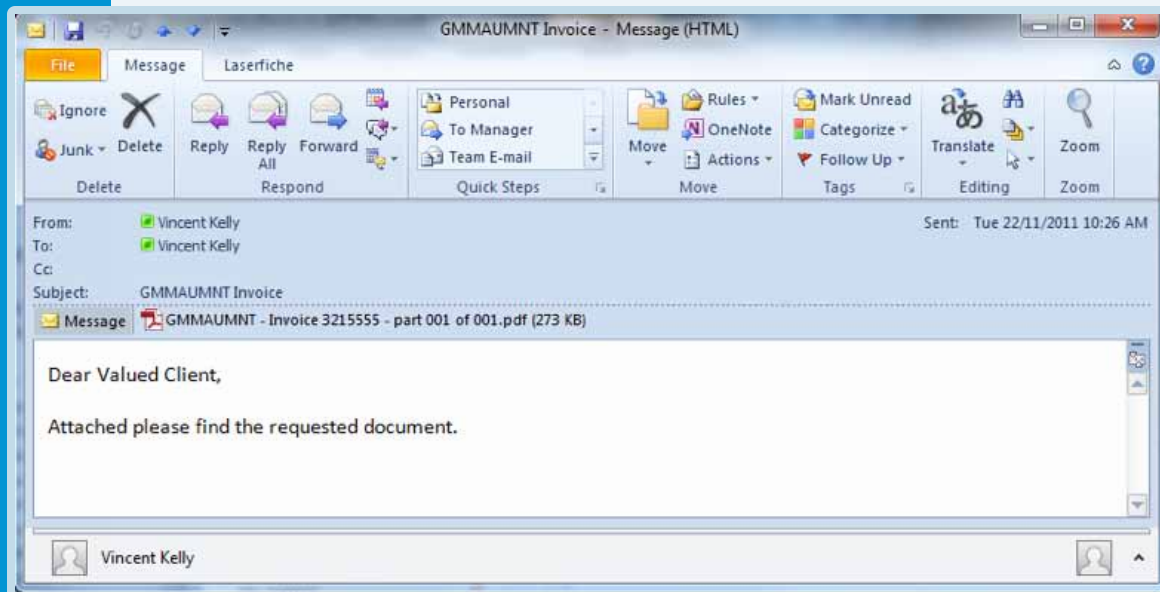 GMMAUMNT Invoice - Message (HTML)
File Message Laserfiche
Ignore
Junk
Delete
Reply
Reply All
Forward
Personal
To Manager
Team E-mail
Move
Rules
OneNote
Actions
Mark Unread
Categorize
Follow Up
Translate
Zoom
Delete Respond Quick Steps Move Tags Editing Zoom
From: Vincent Kelly Sent: Tue 22/11/2011 10:26 AM
To: Vincent Kelly
Cc:
Subject: GMMAUMNT Invoice
Message GMMAUMNT - Invoice 3215555 - part 001 of 001.pdf (273 KB)
Dear Valued Client,
Attached please find the requested document.
Vincent Kelly